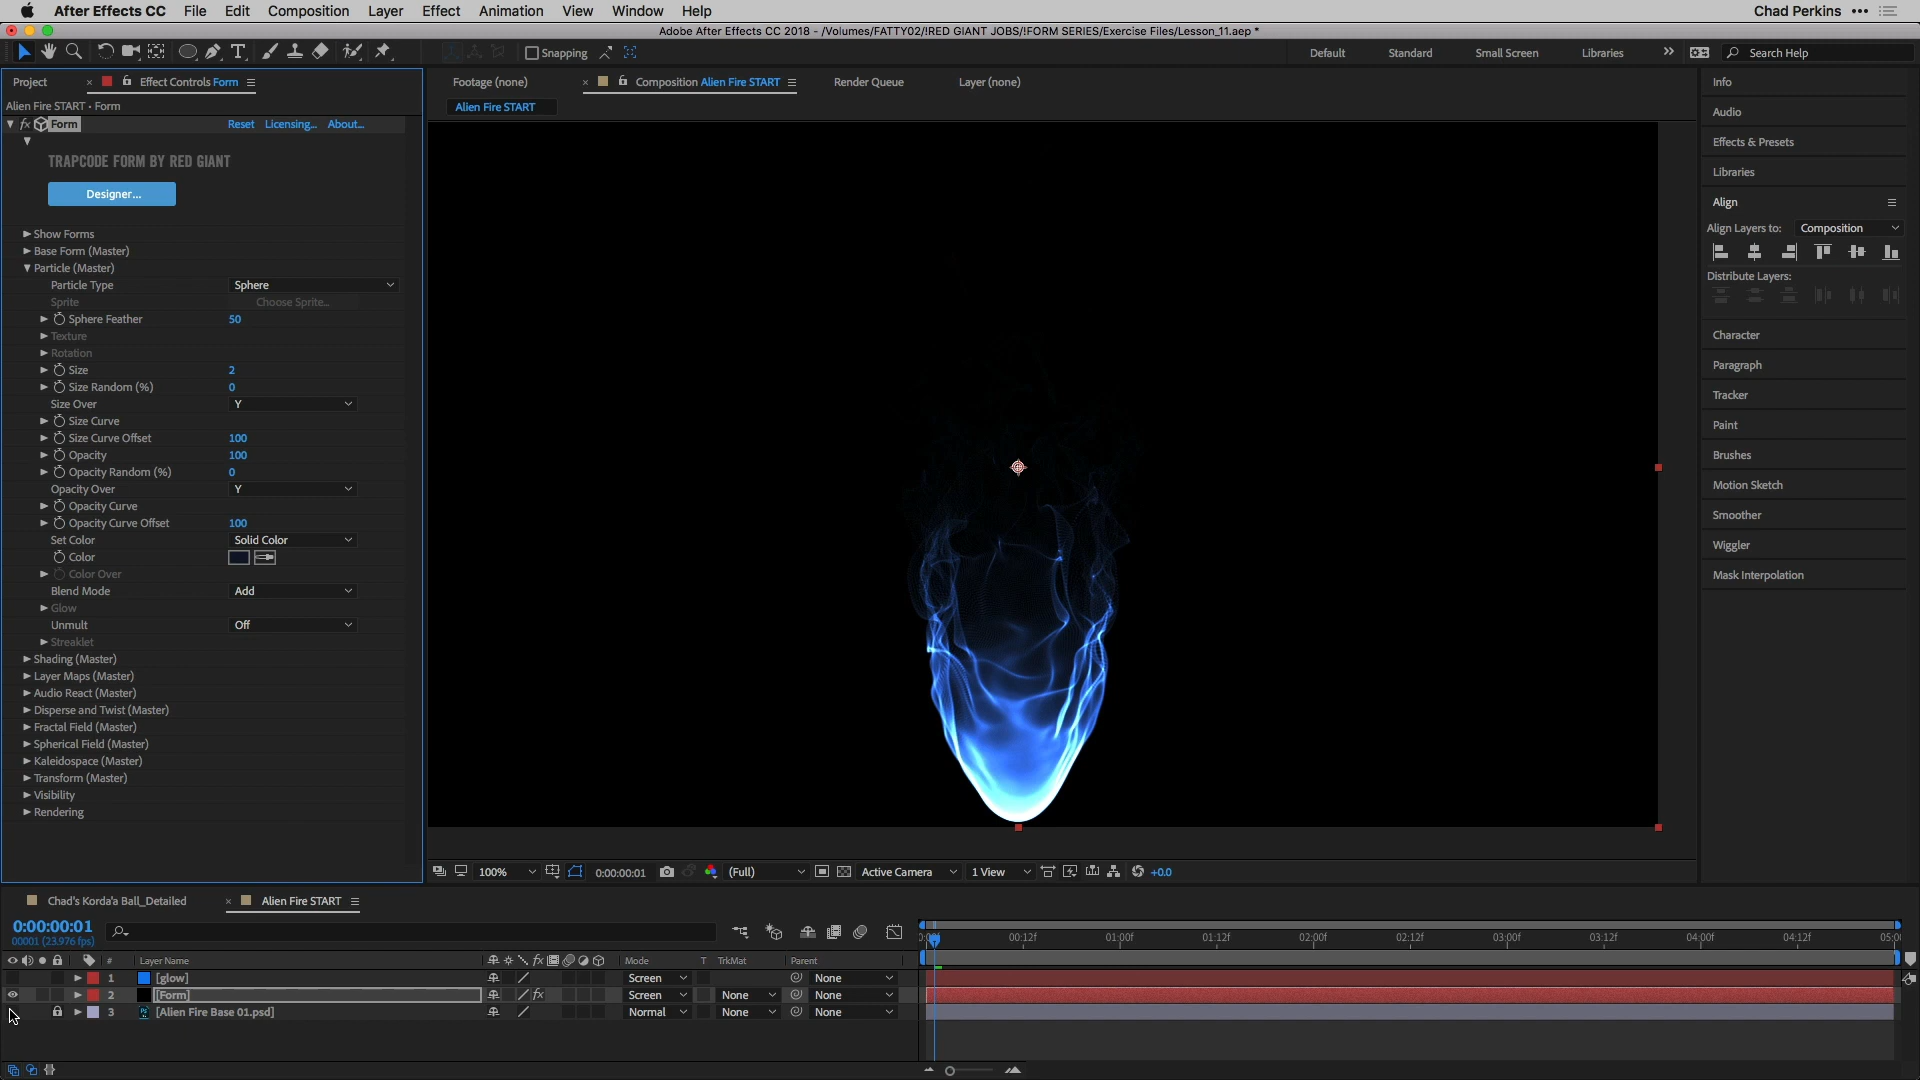 After Effects CC File Edit Composition Layer Effect Animation View Window Help Chad Perkins
Adobe After Effects CC 2018 - /Volumes/FATTY02/!RED GIANT JOBS/!FORM SERIES/Exercise Files/Lesson_11.aep *
Snapping Default Standard Small Screen Libraries Search Help
Project Effect Controls Form
Alien Fire START • Form
fx Form Reset Licensing... About...
TRAPCODE FORM BY RED GIANT
Designer...
Show Forms
Base Form (Master)
Particle (Master)
Particle Type Sphere
Sprite Choose Sprite...
Sphere Feather 50
Texture
Rotation
Size 2
Size Random (%) 0
Size Over Y
Size Curve
Size Curve Offset 100
Opacity 100
Opacity Random (%) 0
Opacity Over Y
Opacity Curve
Opacity Curve Offset 100
Set Color Solid Color
Color
Color Over
Blend Mode Add
Glow
Unmult Off
Streaklet
Shading (Master)
Layer Maps (Master)
Audio React (Master)
Disperse and Twist (Master)
Fractal Field (Master)
Spherical Field (Master)
Kaleidospace (Master)
Transform (Master)
Visibility
Rendering
Footage (none) Composition Alien Fire START Render Queue Layer (none)
Alien Fire START
100% 0:00:00:01 (Full) Active Camera 1 View +0.0
Info
Audio
Effects & Presets
Libraries
Align
Align Layers to: Composition
Distribute Layers:
Character
Paragraph
Tracker
Paint
Brushes
Motion Sketch
Smoother
Wiggler
Mask Interpolation
Chad's Korda'a Ball_Detailed Alien Fire START
0:00:00:01
00001 (23.976 fps)
00:12f 01:00f 01:12f 02:00f 02:12f 03:00f 03:12f 04:00f 04:12f
# Layer Name fx Mode T TrkMat Parent
1 [glow] Screen None
2 [Form] fx Screen None None
3 [Alien Fire Base 01.psd] Normal None None